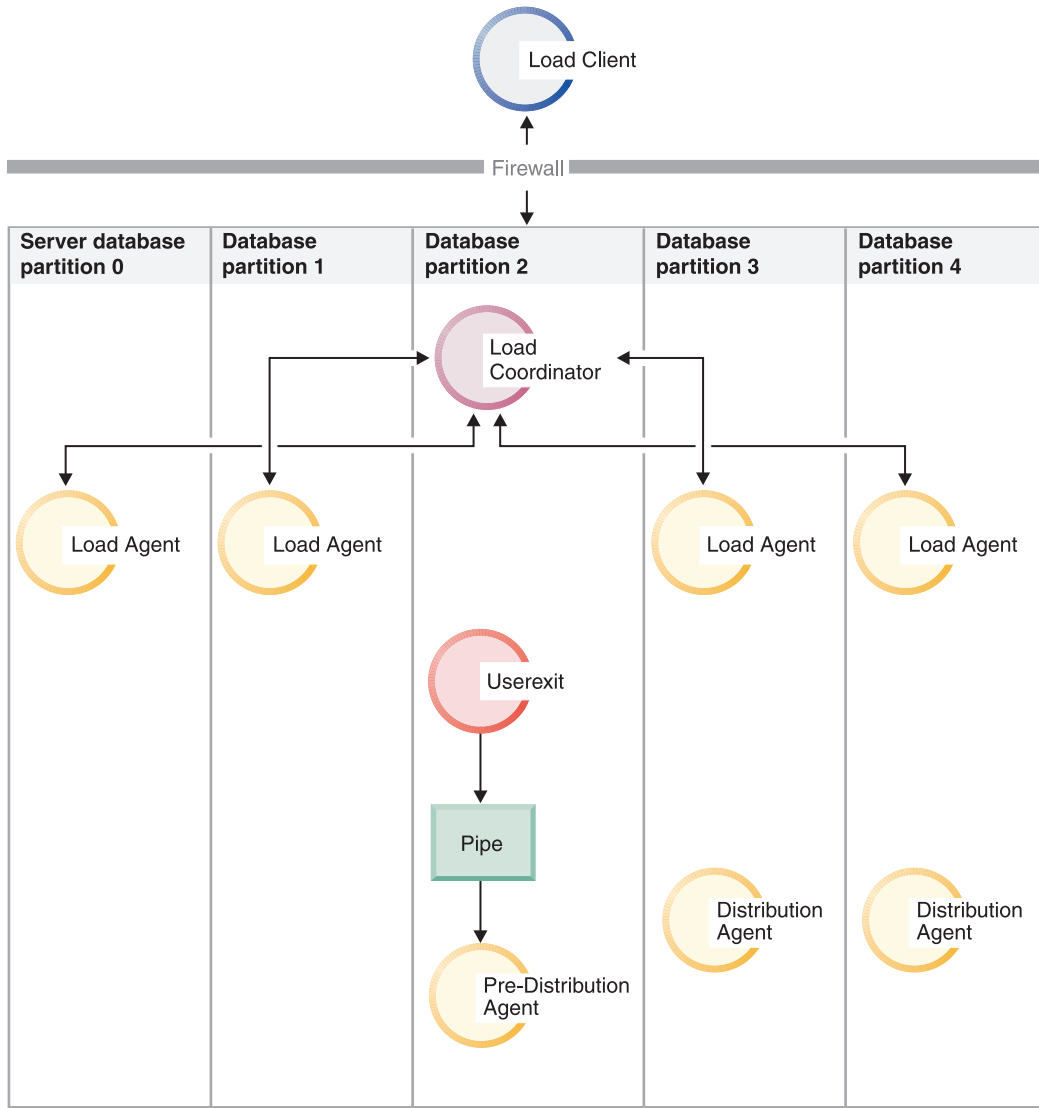 Load Client
Firewall
Server database
partition 0
Database
partition 1
Database
partition 2
Database
partition 3
Database
partition 4
Load
Coordinator
Load Agent
Load Agent
Load Agent
Load Agent
Userexit
Pipe
Distribution
Agent
Distribution
Agent
Pre-Distribution
Agent